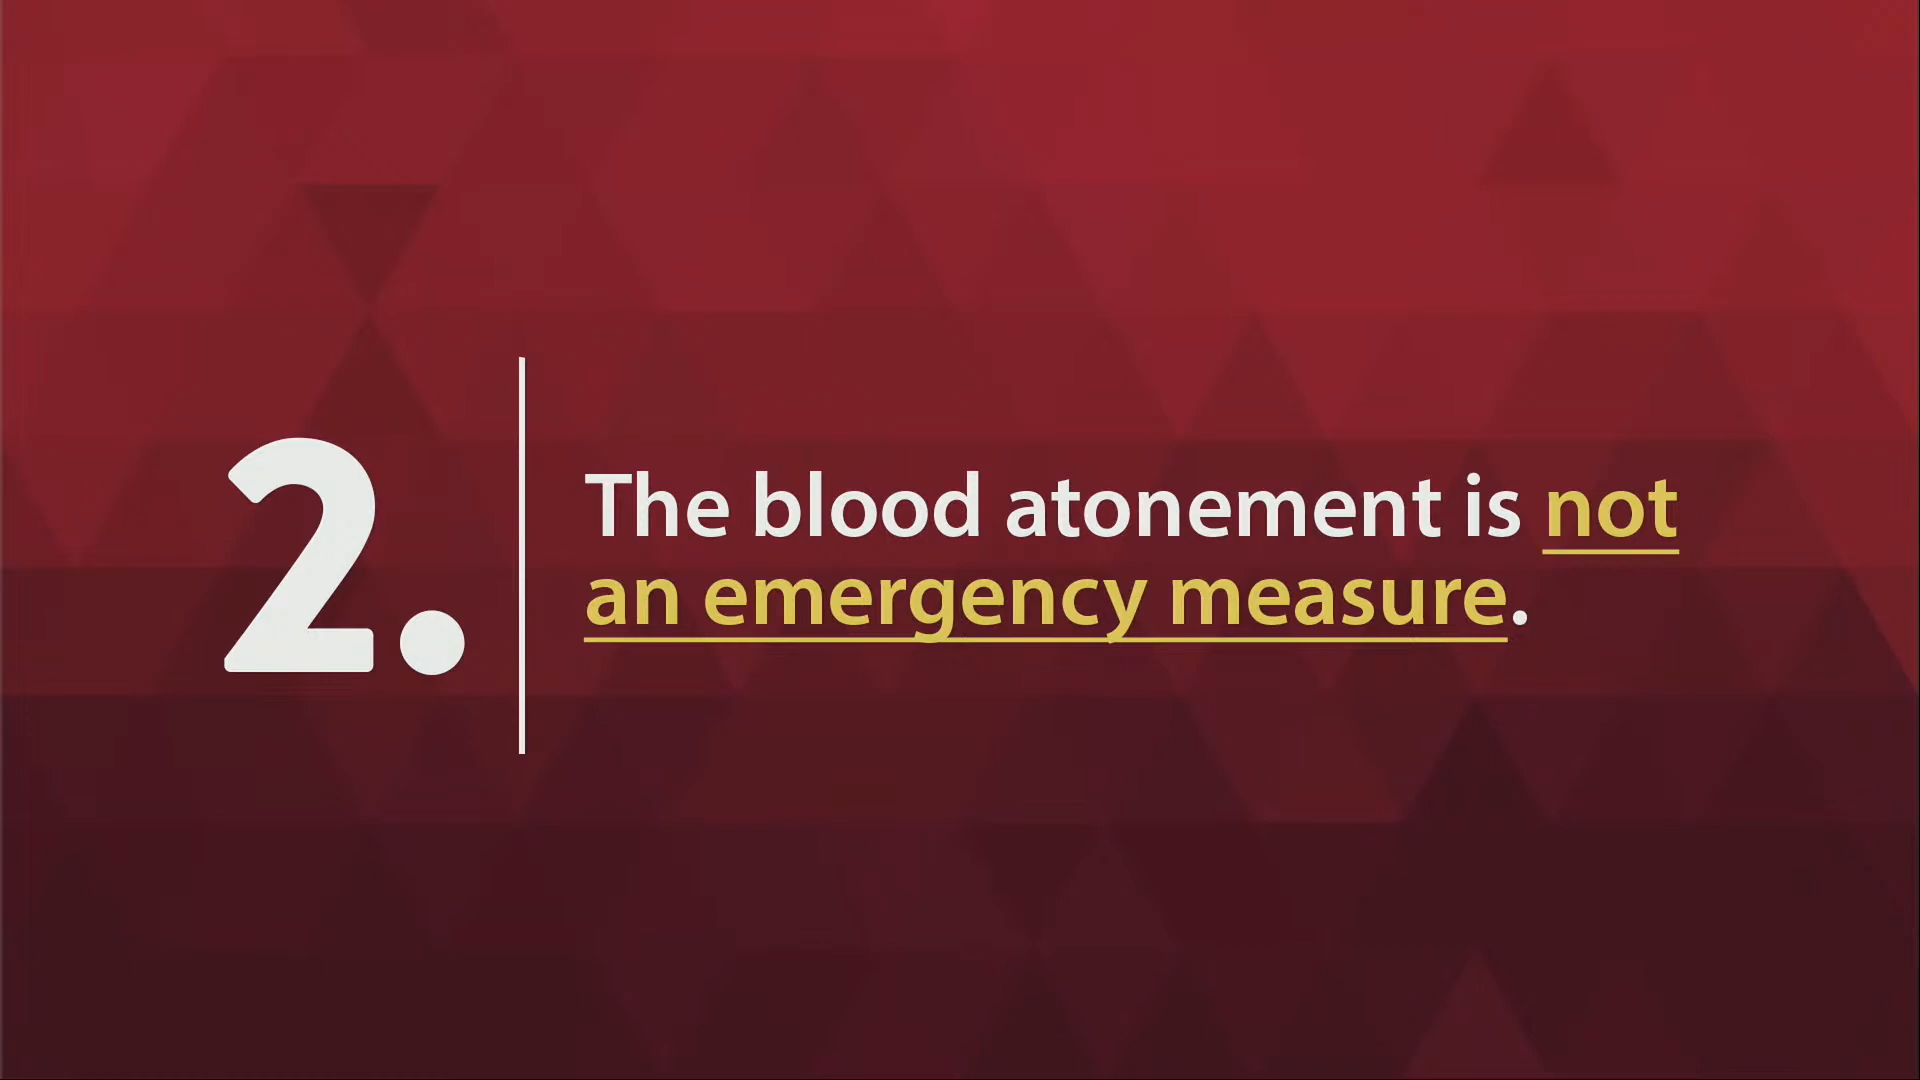 2.
The blood atonement is not
an emergency measure.